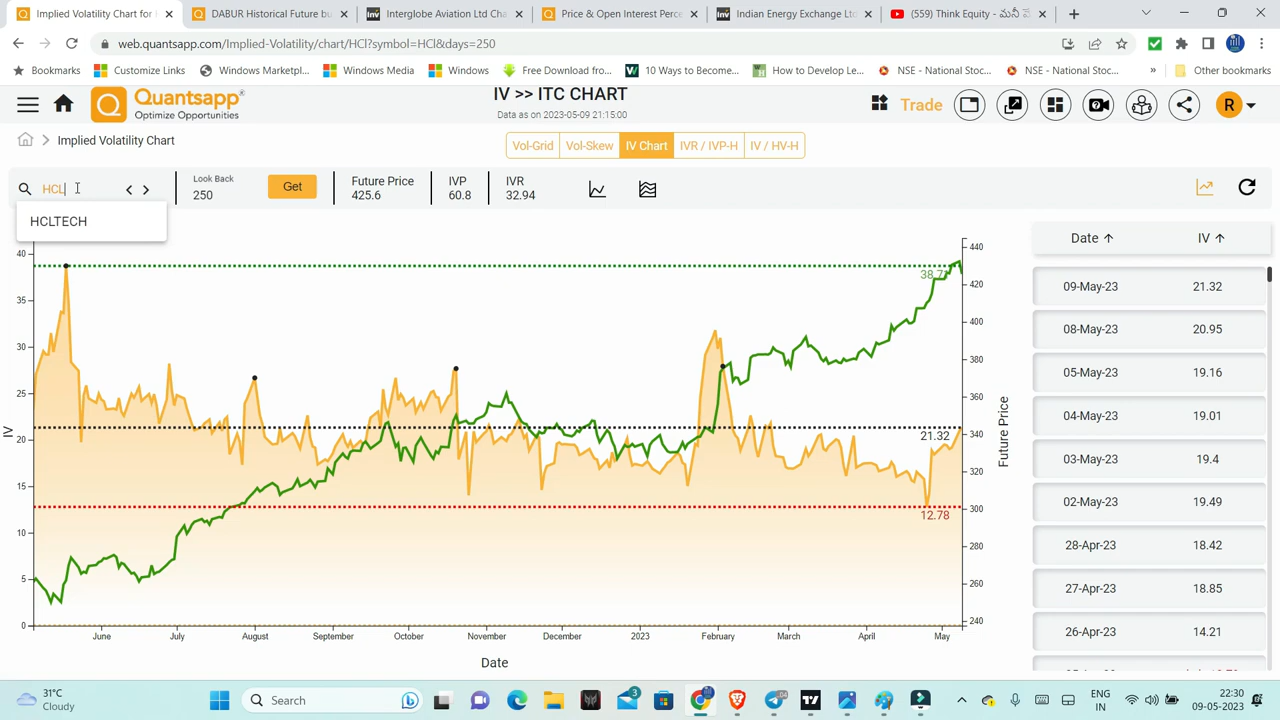 Implied Volatility Chart for
DABUR Historical Future bu
Interglobe Aviation Ltd Cha
Price & Open Interest Perce
Indian Energy Exchange Ltd
(559) Think Equity - మనీ
web.quantsapp.com/Implied-Volatility/chart/HCl?symbol=HCl&days=250
Bookmarks
Customize Links
Windows Marketpl...
Windows Media
Windows
Free Download fro...
10 Ways to Become...
How to Develop Le...
NSE - National Stoc...
NSE - National Stoc...
»
Other bookmarks
Quantsapp
Optimize Opportunities
IV >> ITC CHART
Data as on 2023-05-09 21:15:00
Trade
R
Implied Volatility Chart
Vol-Grid Vol-Skew IV Chart IVR / IVP-H IV / HV-H
HCL
Look Back
250
Get
Future Price
425.6
IVP
60.8
IVR
32.94
HCLTECH
Date ↑ IV ↑
09-May-23 21.32
08-May-23 20.95
05-May-23 19.16
04-May-23 19.01
03-May-23 19.4
02-May-23 19.49
28-Apr-23 18.42
27-Apr-23 18.85
26-Apr-23 14.21
40
35
30
25
20
15
10
5
0
IV
21.32
12.78
440
420
400
380
360
340
320
300
280
260
240
Future Price
June July August September October November December 2023 February March April May
Date
31°C
Cloudy
Search
3
04
ENG
IN
22:30
09-05-2023